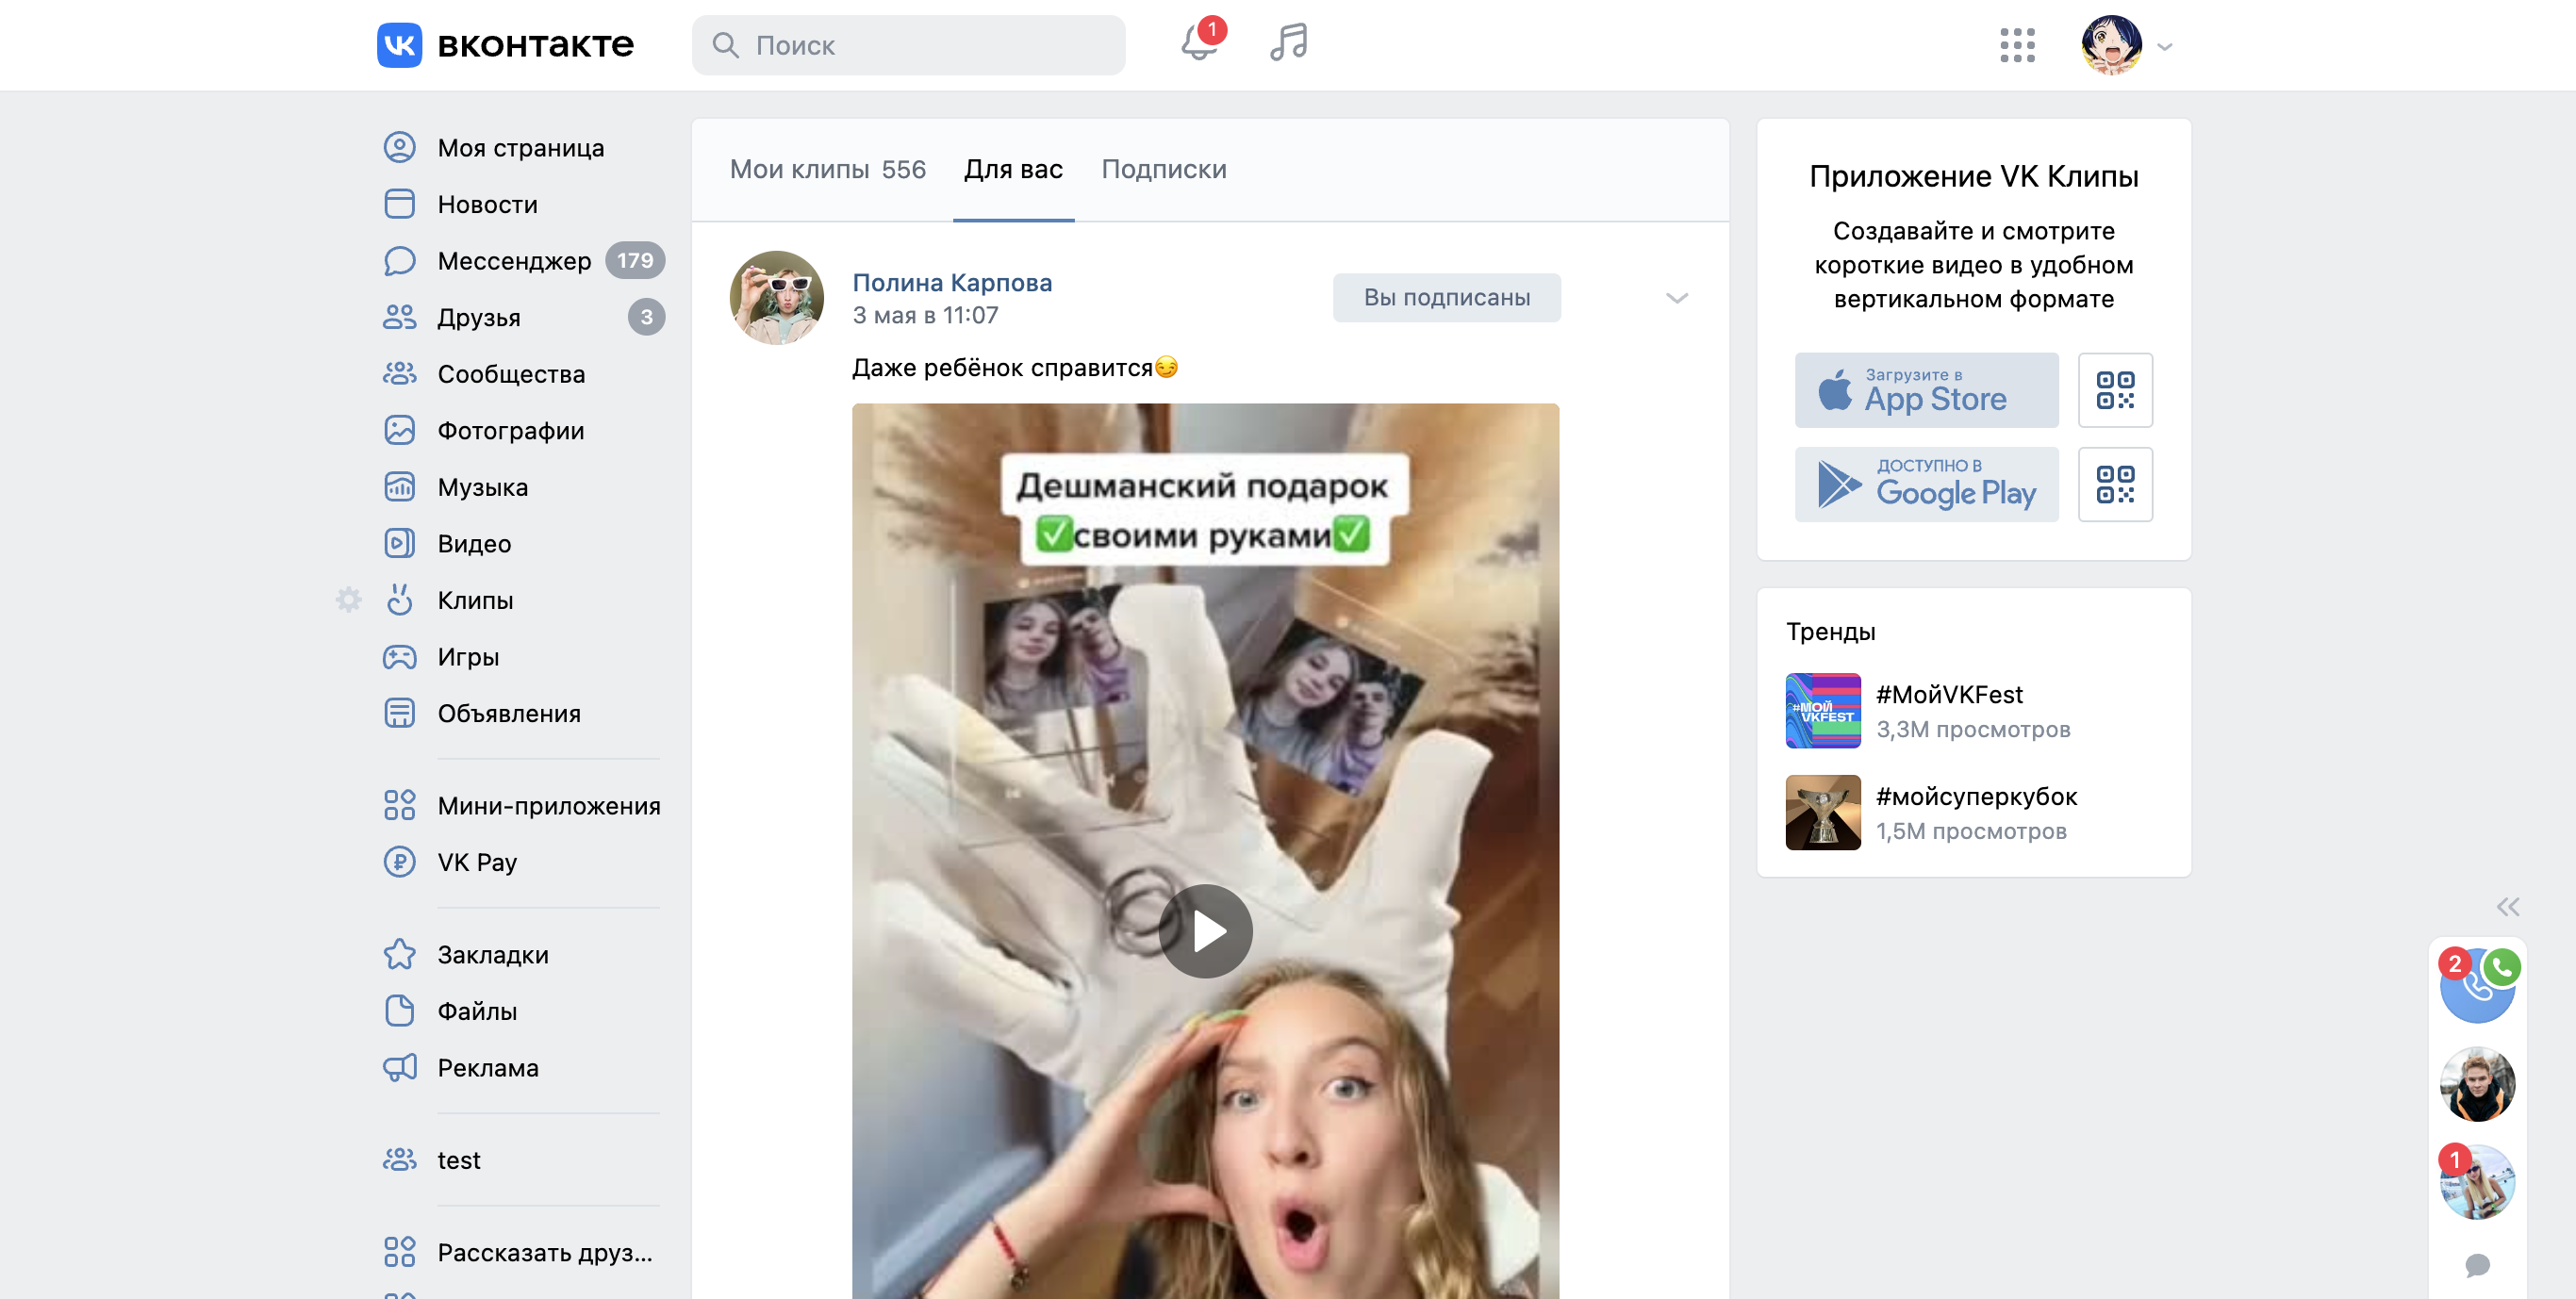 вконтакте
Поиск
1
Моя страница
Новости
Мессенджер 179
Друзья 3
Сообщества
Фотографии
Музыка
Видео
Клипы
Игры
Объявления
Мини-приложения
VK Pay
Закладки
Файлы
Реклама
test
Рассказать друз...
Мои клипы 556 Для вас Подписки
Полина Карпова
3 мая в 11:07
Вы подписаны
Даже ребёнок справится😏
Дешманский подарок
✅своими руками✅
Приложение VK Клипы
Создавайте и смотрите
короткие видео в удобном
вертикальном формате
Загрузите в
App Store
ДОСТУПНО В
Google Play
Тренды
#МОЙ
VKFEST
#МойVKFest
3,3M просмотров
#мойсуперкубок
1,5M просмотров
2
1